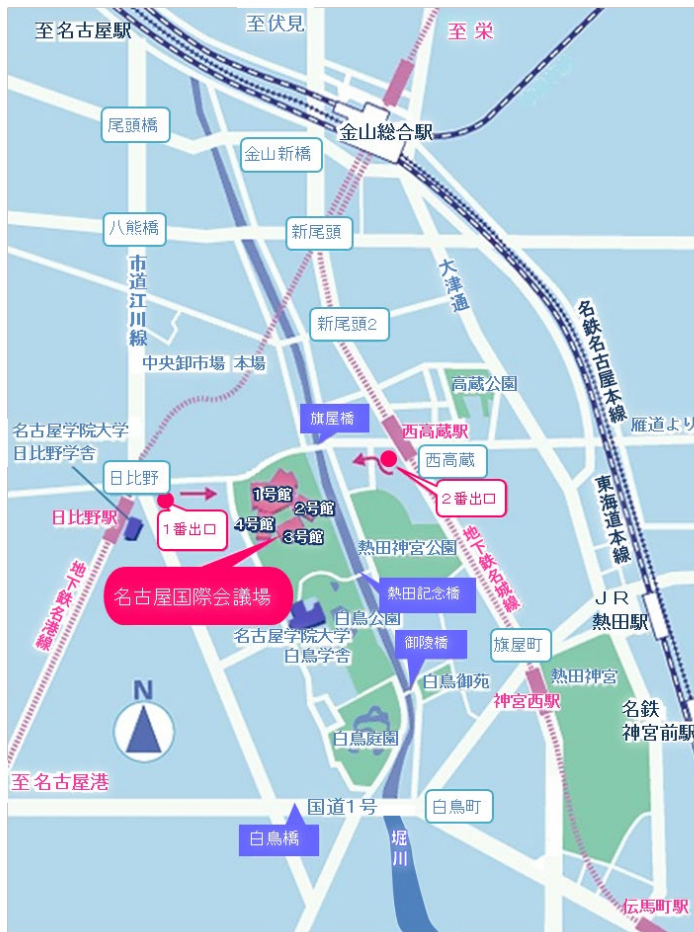 至名古屋駅
至伏見
至 栄
尾頭橋
金山総合駅
金山新橋
八熊橋
新尾頭
市道江川線
大津通
新尾頭2
名鉄名古屋本線
中央卸市場 本場
高蔵公園
旗屋橋
西高蔵駅
雁道より
名古屋学院大学
日比野学舎
日比野
西高蔵
1号館
2号館
4号館
3号館
2番出口
1番出口
日比野駅
東海道本線
熱田神宮公園
地下鉄名城線
地下鉄名港線
名古屋国際会議場
熱田記念橋
JR
熱田駅
白鳥公園
名古屋学院大学
白鳥学舎
御陵橋
旗屋町
白鳥御苑
熱田神宮
神宮西駅
N
名鉄
神宮前駅
白鳥庭園
至名古屋港
国道1号
白鳥町
白鳥橋
堀川
伝馬町駅